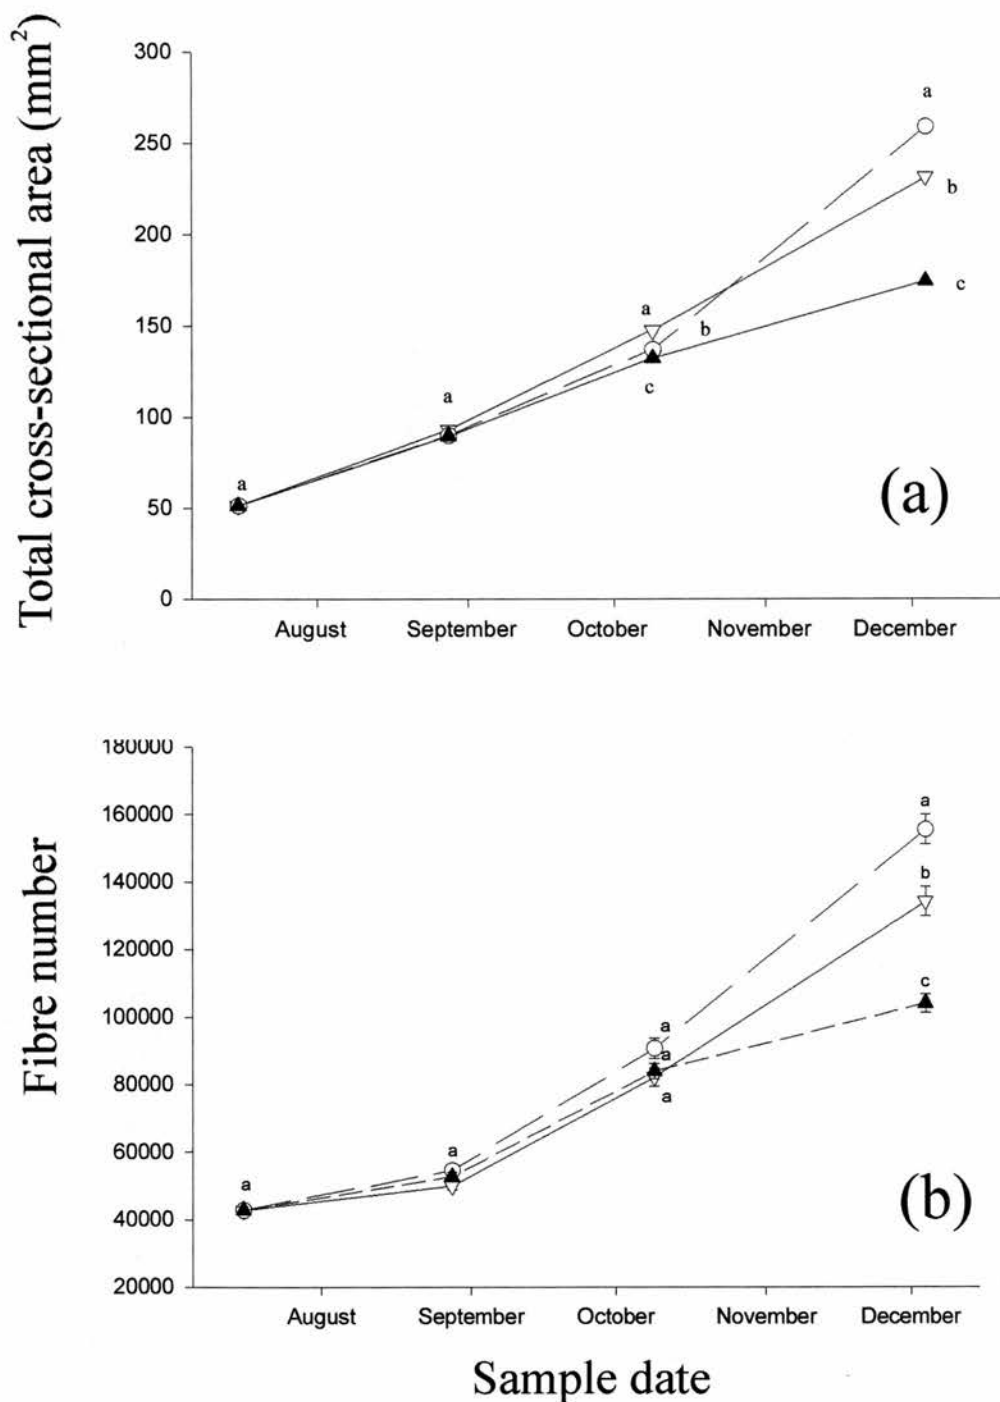 Total cross-sectional area (mm²)
300
250
200
150
100
50
0
a
a
a
b
c
a
b
c
(a)
August September October November December
Fibre number
180000
160000
140000
120000
100000
80000
60000
40000
20000
a
a
a
a
a
a
b
c
(b)
August September October November December
Sample date